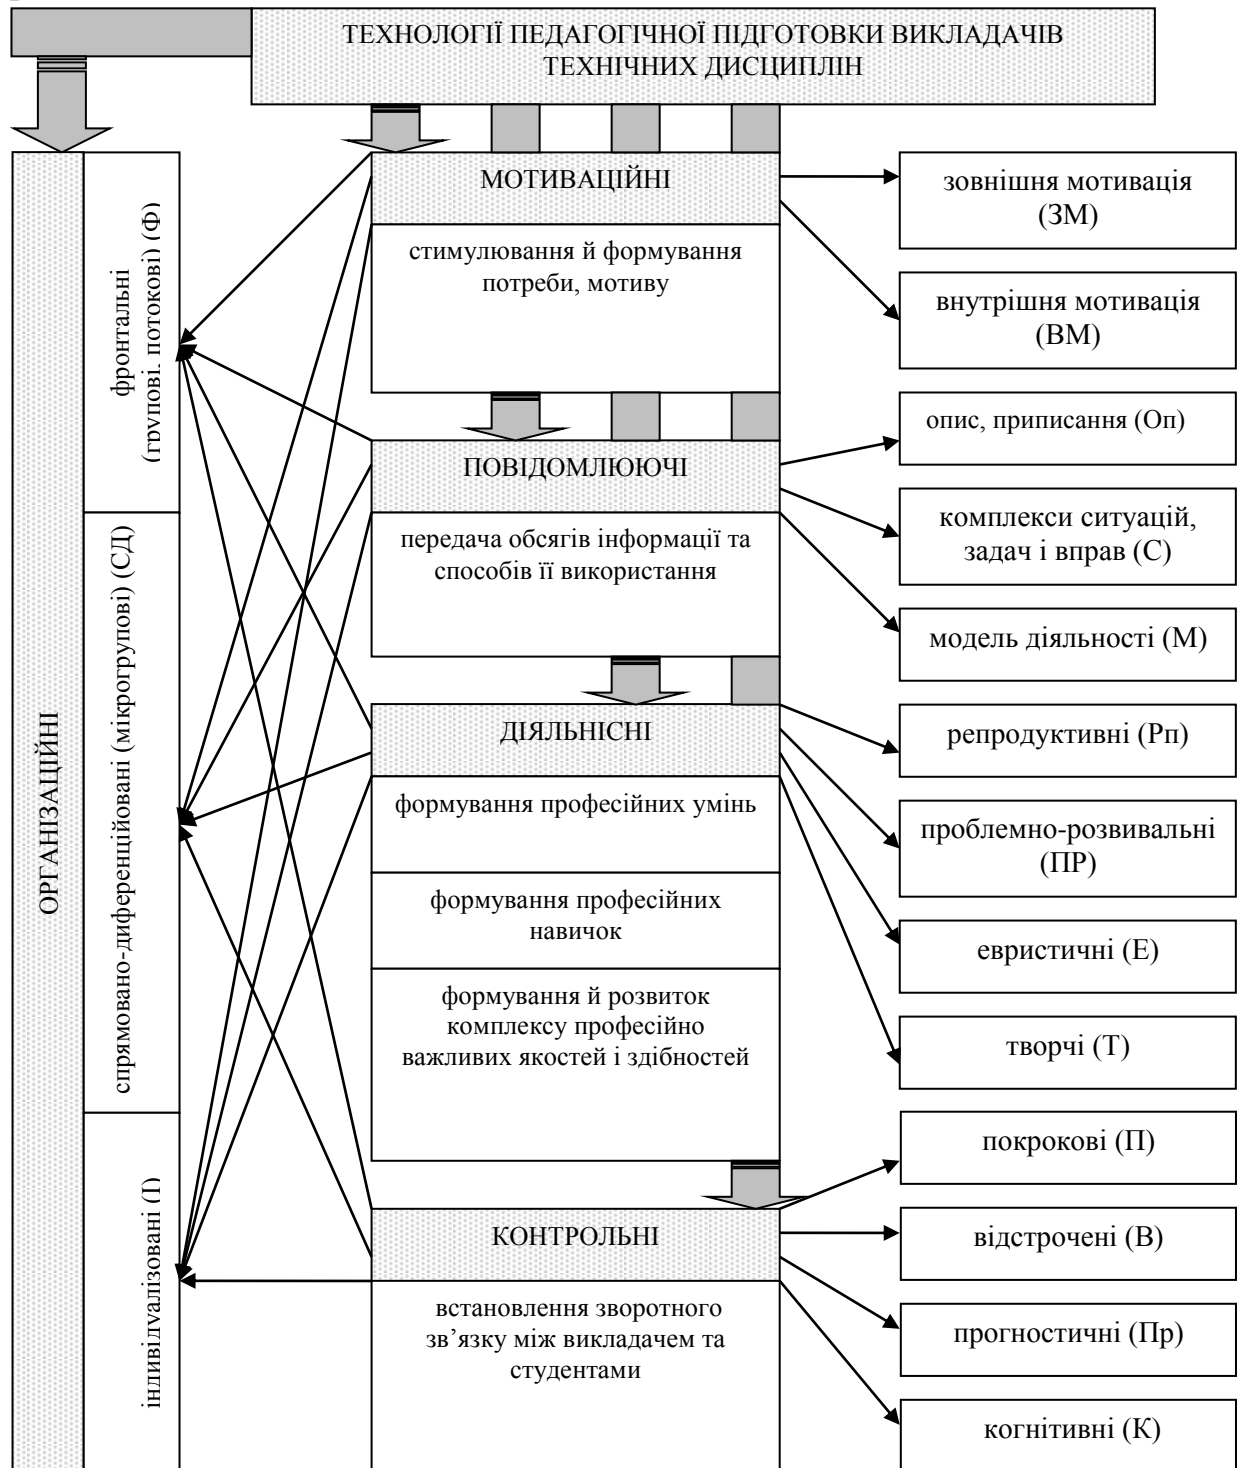 ТЕХНОЛОГІЇ ПЕДАГОГІЧНОЇ ПІДГОТОВКИ ВИКЛАДАЧІВ
ТЕХНІЧНИХ ДИСЦИПЛІН
ОРГАНІЗАЦІЙНІ
фронтальні
(групові, потокові) (Ф)
спрямовано-диференційовані (мікрогрупові) (СД)
індивідуалізовані (І)
МОТИВАЦІЙНІ
стимулювання й формування
потреби, мотиву
ПОВІДОМЛЮЮЧІ
передача обсягів інформації та
способів її використання
ДІЯЛЬНІСНІ
формування професійних умінь
формування професійних
навичок
формування й розвиток
комплексу професійно
важливих якостей і здібностей
КОНТРОЛЬНІ
встановлення зворотного
зв’язку між викладачем та
студентами
зовнішня мотивація
(ЗМ)
внутрішня мотивація
(ВМ)
опис, приписання (Оп)
комплекси ситуацій,
задач і вправ (С)
модель діяльності (М)
репродуктивні (Рп)
проблемно-розвивальні
(ПР)
евристичні (Е)
творчі (Т)
покрокові (П)
відстрочені (В)
прогностичні (Пр)
когнітивні (К)